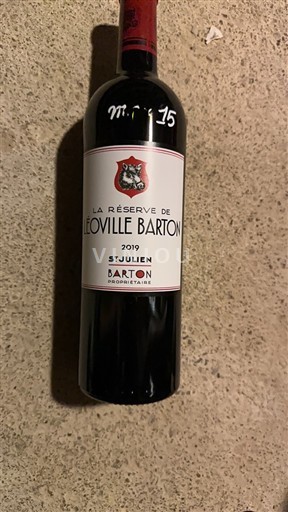 LA RÉSERVE DE
LÉOVILLE BARTON
2019
ST JULIEN
BARTON
PROPRIÉTAIRE